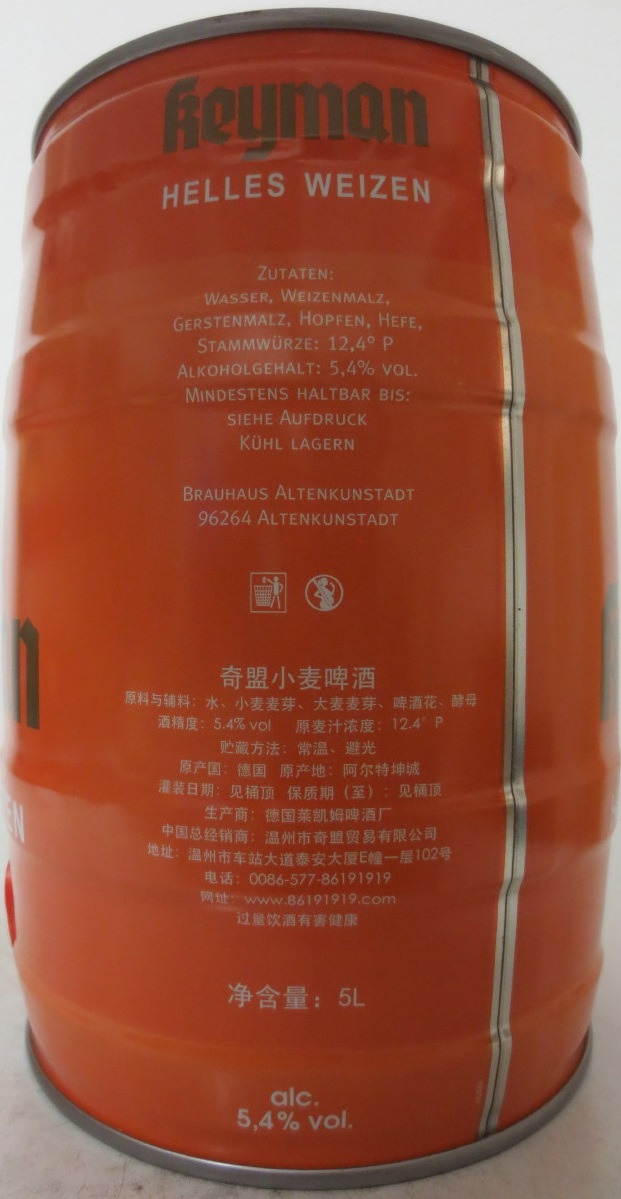 keyman
HELLES WEIZEN
ZUTATEN:
WASSER, WEIZENMALZ,
GERSTENMALZ, HOPFEN, HEFE,
STAMMWÜRZE: 12,4° P
ALKOHOLGEHALT: 5,4% VOL.
MINDESTENS HALTBAR BIS:
SIEHE AUFDRUCK
KÜHL LAGERN
BRAUHAUS ALTENKUNSTADT
96264 ALTENKUNSTADT
奇盟小麦啤酒
原料与辅料：水、小麦麦芽、大麦麦芽、啤酒花、酵母
酒精度：5.4% vol 原麦汁浓度：12.4° P
贮藏方法：常温、避光
原产国：德国 原产地：阿尔特坤城
灌装日期：见桶顶 保质期（至）：见桶顶
生产商：德国莱凯姆啤酒厂
中国总经销商：温州市奇盟贸易有限公司
地址：温州市车站大道泰安大厦E幢一层102号
电话：0086-577-86191919
网址：www.86191919.com
过量饮酒有害健康
净含量：5L
alc.
5,4% vol.
an
EN